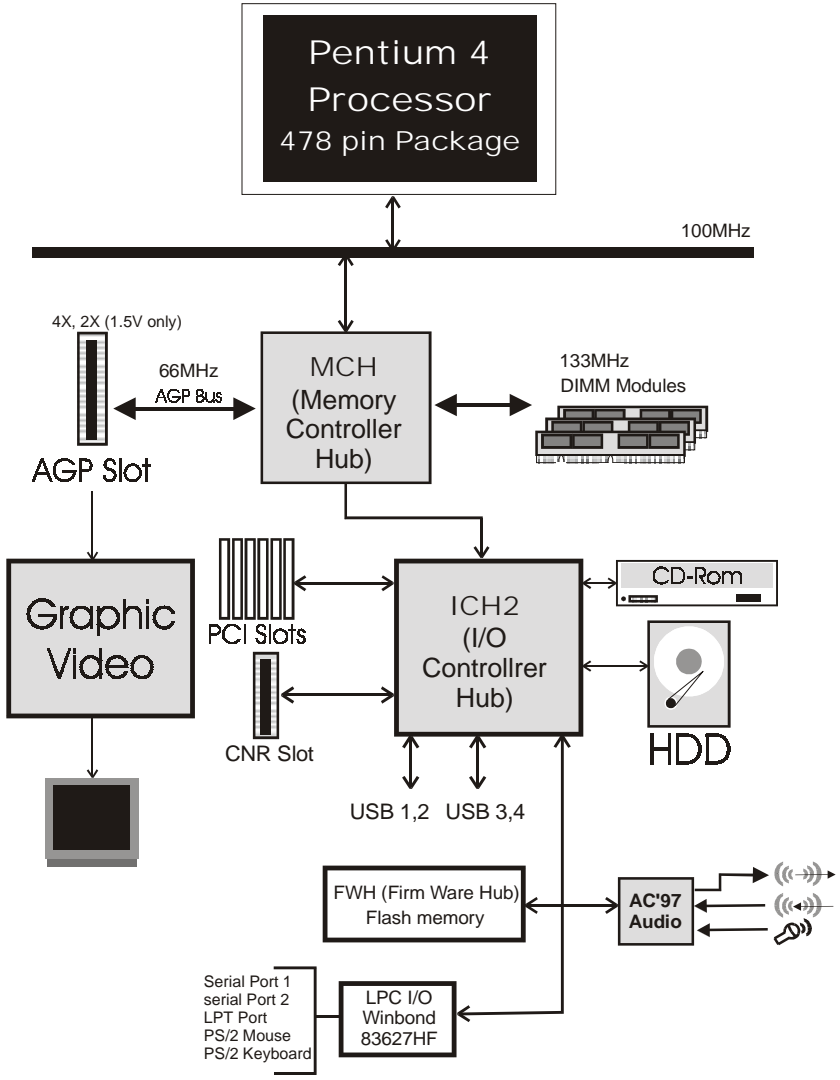 Pentium 4
Processor
478 pin Package
100MHz
4X, 2X (1.5V only)
66MHz
AGP Bus
AGP Slot
MCH
(Memory
Controller
Hub)
133MHz
DIMM Modules
Graphic
Video
PCI Slots
CNR Slot
ICH2
(I/O
Controllrer
Hub)
CD-Rom
HDD
USB 1,2
USB 3,4
FWH (Firm Ware Hub)
Flash memory
AC'97
Audio
Serial Port 1
serial Port 2
LPT Port
PS/2 Mouse
PS/2 Keyboard
LPC I/O
Winbond
83627HF